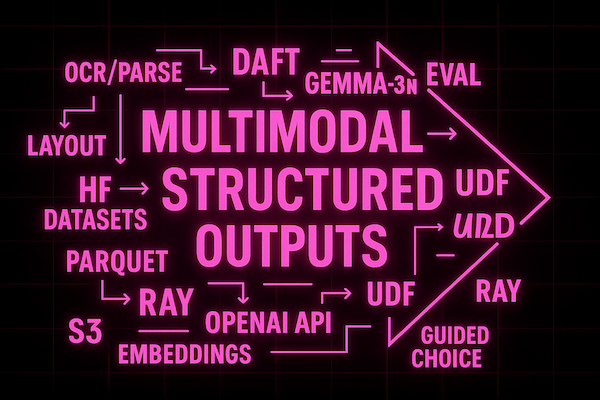 DAFT
OCR/PARSE
GEMMA-3N
EVAL
MULTIMODAL
LAYOUT
STRUCTURED
HF
DATASETS
UDF
OUTPUTS
PARQUET
RAY
UDF
RAY
S3
OPENAI API
EMBEDDINGS
GUIDED
CHOICE